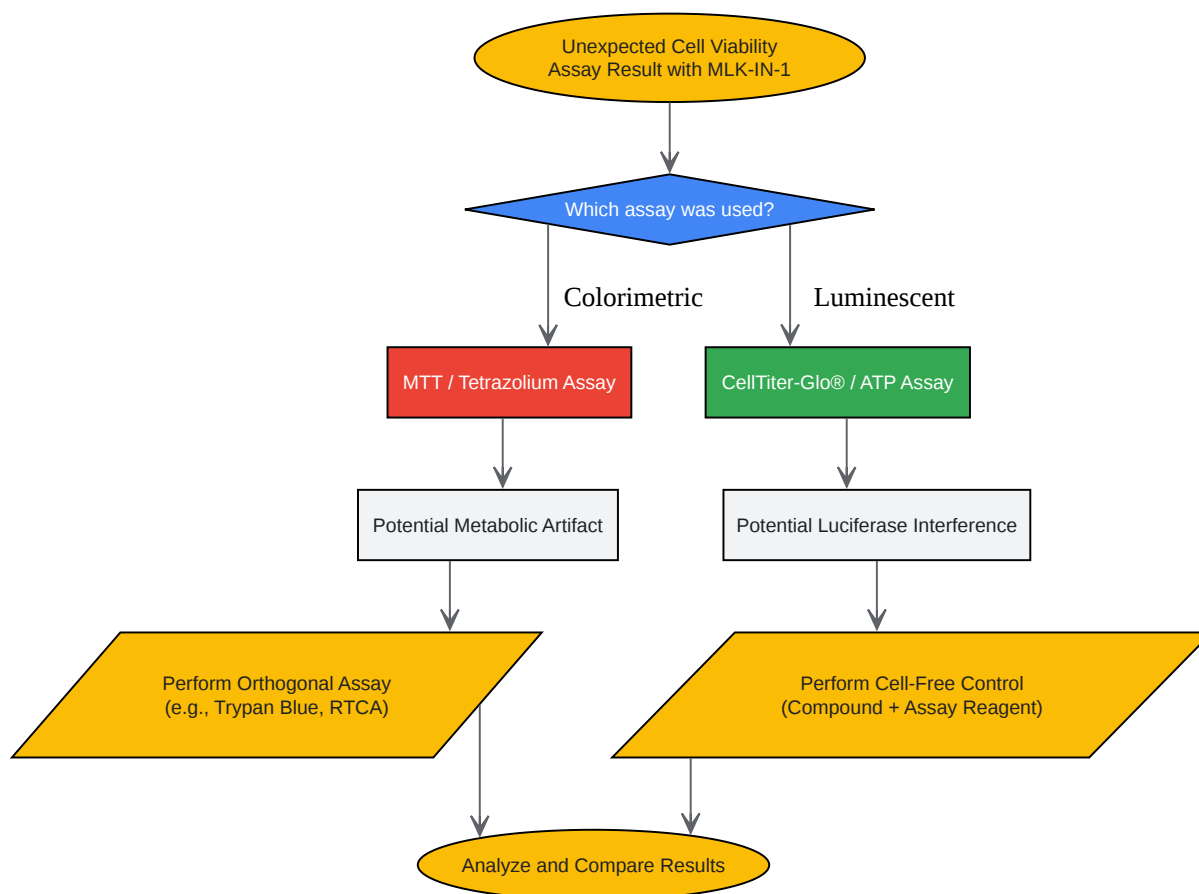 Unexpected Cell Viability
Assay Result with MLK-IN-1
Which assay was used?
Colorimetric
Luminescent
MTT / Tetrazolium Assay
CellTiter-Glo® / ATP Assay
Potential Metabolic Artifact
Potential Luciferase Interference
Perform Orthogonal Assay
(e.g., Trypan Blue, RTCA)
Perform Cell-Free Control
(Compound + Assay Reagent)
Analyze and Compare Results